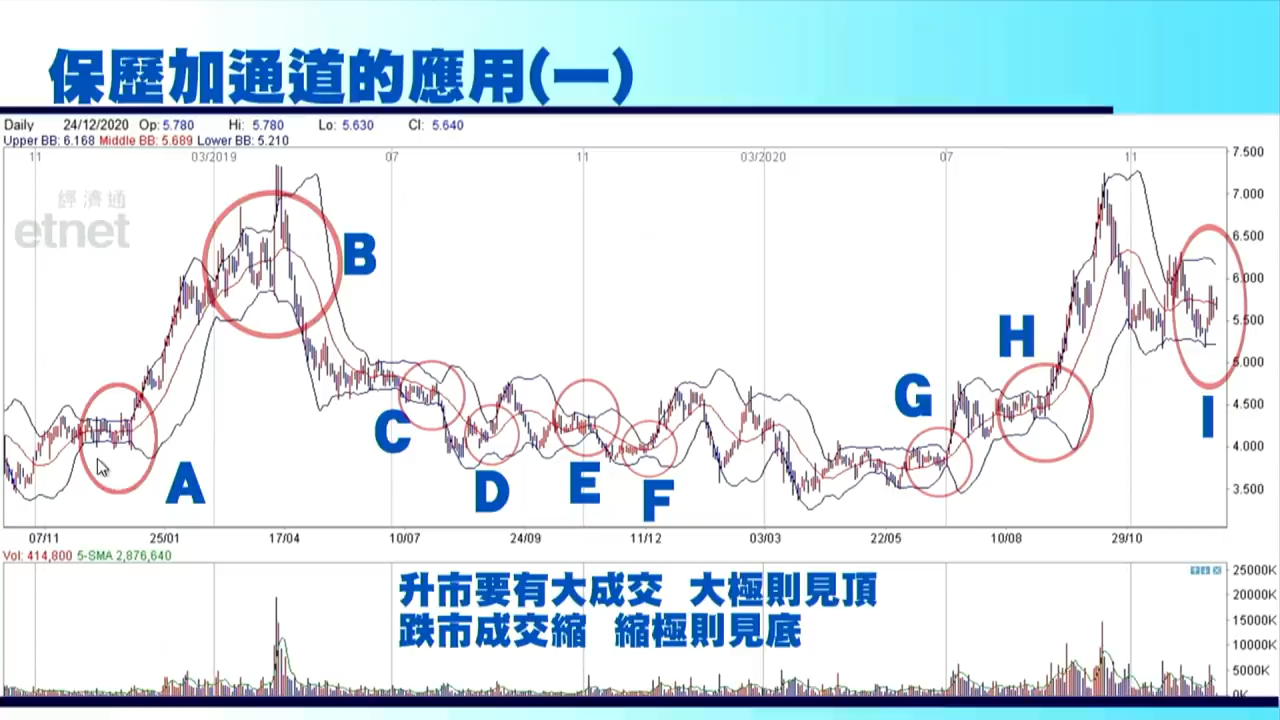 保歷加通道的應用(一)
Daily 24/12/2020 Op: 5.780 Hi: 5.780 Lo: 5.630 Cl: 5.640
Upper BB: 6.168 Middle BB: 5.689 Lower BB: 5.210
11 03/2019 07 11 03/2020 07 11
7.500
7.000
6.500
6.000
5.500
5.000
4.500
4.000
3.500
經濟通
etnet
A
B
C
D
E
F
G
H
I
07/11 25/01 17/04 10/07 24/09 11/12 03/03 22/05 10/08 29/10
Vol: 414,800 5-SMA 2,876,640
升市要有大成交 大極則見頂
跌市成交縮 縮極則見底
25000K
20000K
15000K
10000K
5000K
0K